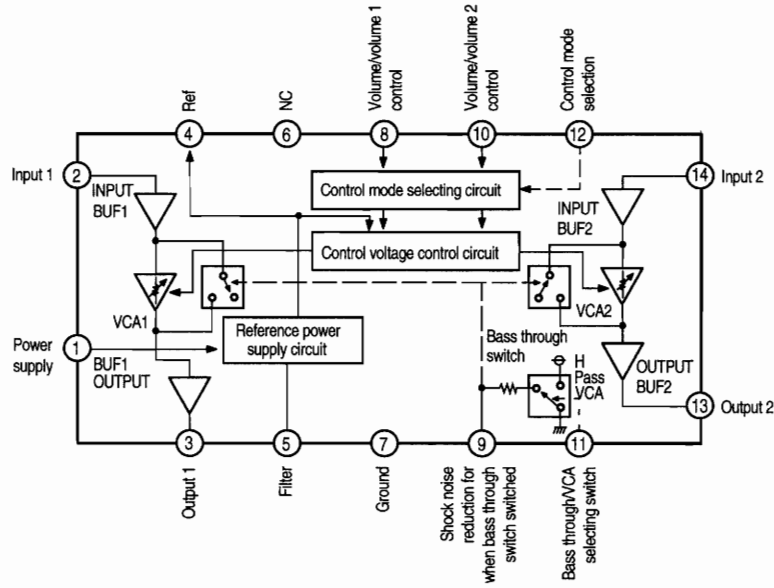 Ref
NC
Volume/volume 1
control
Volume/volume 2
control
Control mode
selection
4
6
8
10
12
Input 1
2
INPUT
BUF1
Control mode selecting circuit
INPUT
BUF2
14
Input 2
Control voltage control circuit
VCA1
VCA2
Power
supply
1
BUF1
OUTPUT
Reference power
supply circuit
Bass through
switch
H
Pass
VCA
OUTPUT
BUF2
13
Output 2
3
5
7
9
11
Output 1
Filter
Ground
Shock noise
reduction for
when bass through
switch switched
Bass through/VCA
selecting switch